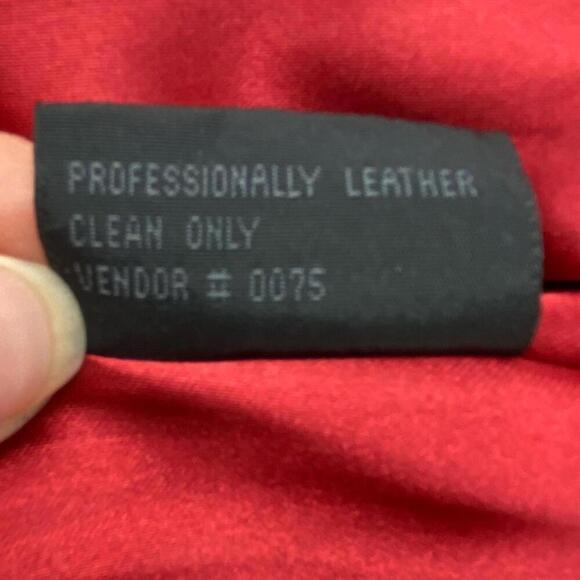 PROFESSIONALLY LEATHER
CLEAN ONLY
VENDOR # 0075